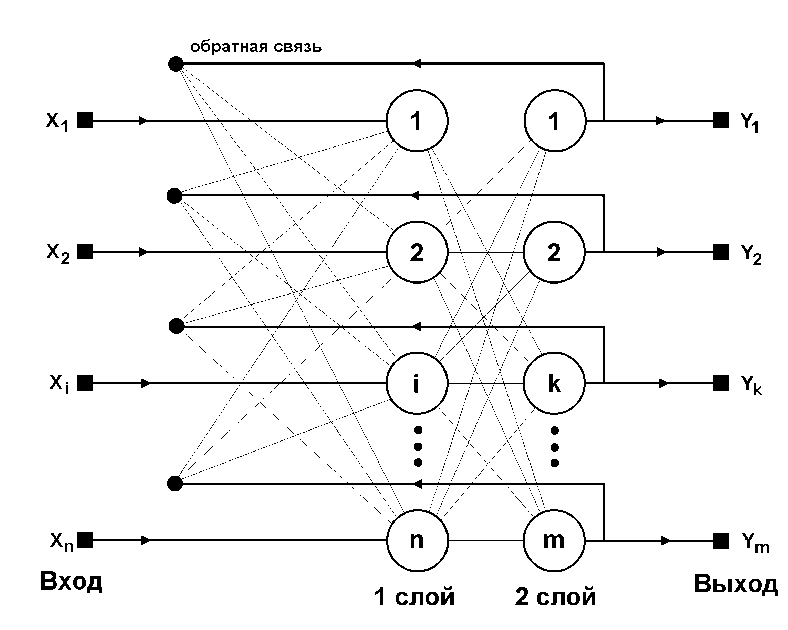 обратная связь
X1 1 1 Y1
X2 2 2 Y2
Xi i k Yk
Xn n m Ym
Вход 1 слой 2 слой Выход